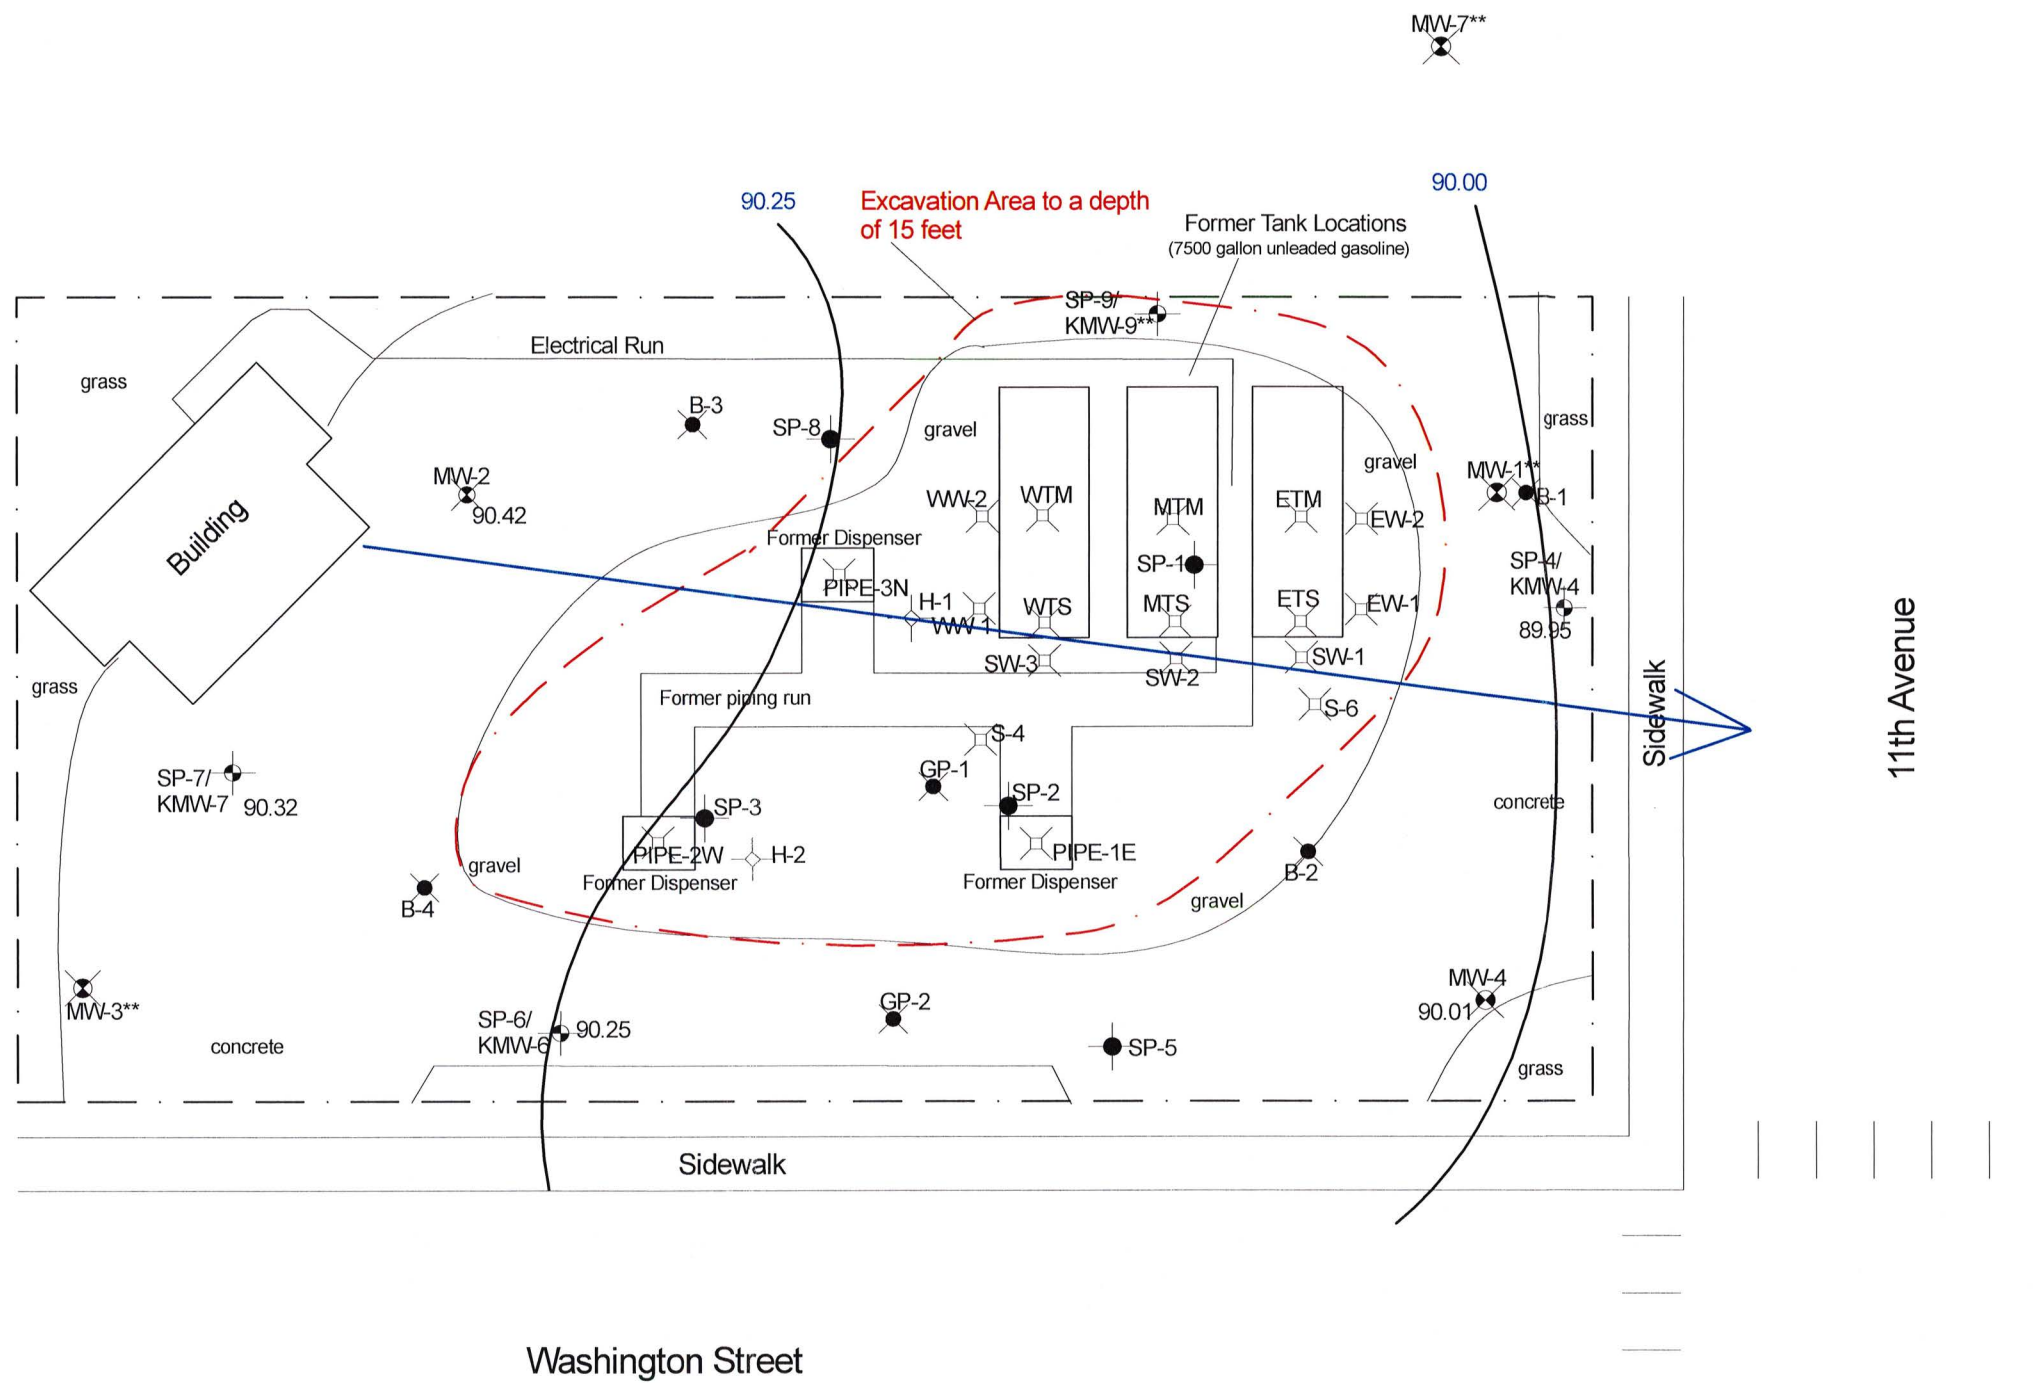 MW-7**
90.00
90.25
Excavation Area to a depth
of 15 feet
Former Tank Locations
(7500 gallon unleaded gasoline)
SP-9/
KMW-9**
Electrical Run
grass
B-3
SP-8
gravel
grass
gravel
MW-2
90.42
WW-2
WTM
MTM
ETM
EW-2
MW-1**
B-1
Building
Former Dispenser
PIPE-3N
SP-1
SP-4/
KMW-4
89.95
H-1
WW-1
WTS
MTS
ETS
EW-1
SW-3
SW-2
SW-1
grass
Former piping run
S-6
S-4
Sidewalk
11th Avenue
SP-7/
KMW-7
90.32
GP-1
SP-2
SP-3
concrete
PIPE-2W
H-2
PIPE-1E
gravel
Former Dispenser
Former Dispenser
B-2
gravel
B-4
MW-3**
MW-4
90.01
GP-2
SP-6/
KMW-6
90.25
concrete
SP-5
grass
Sidewalk
Washington Street